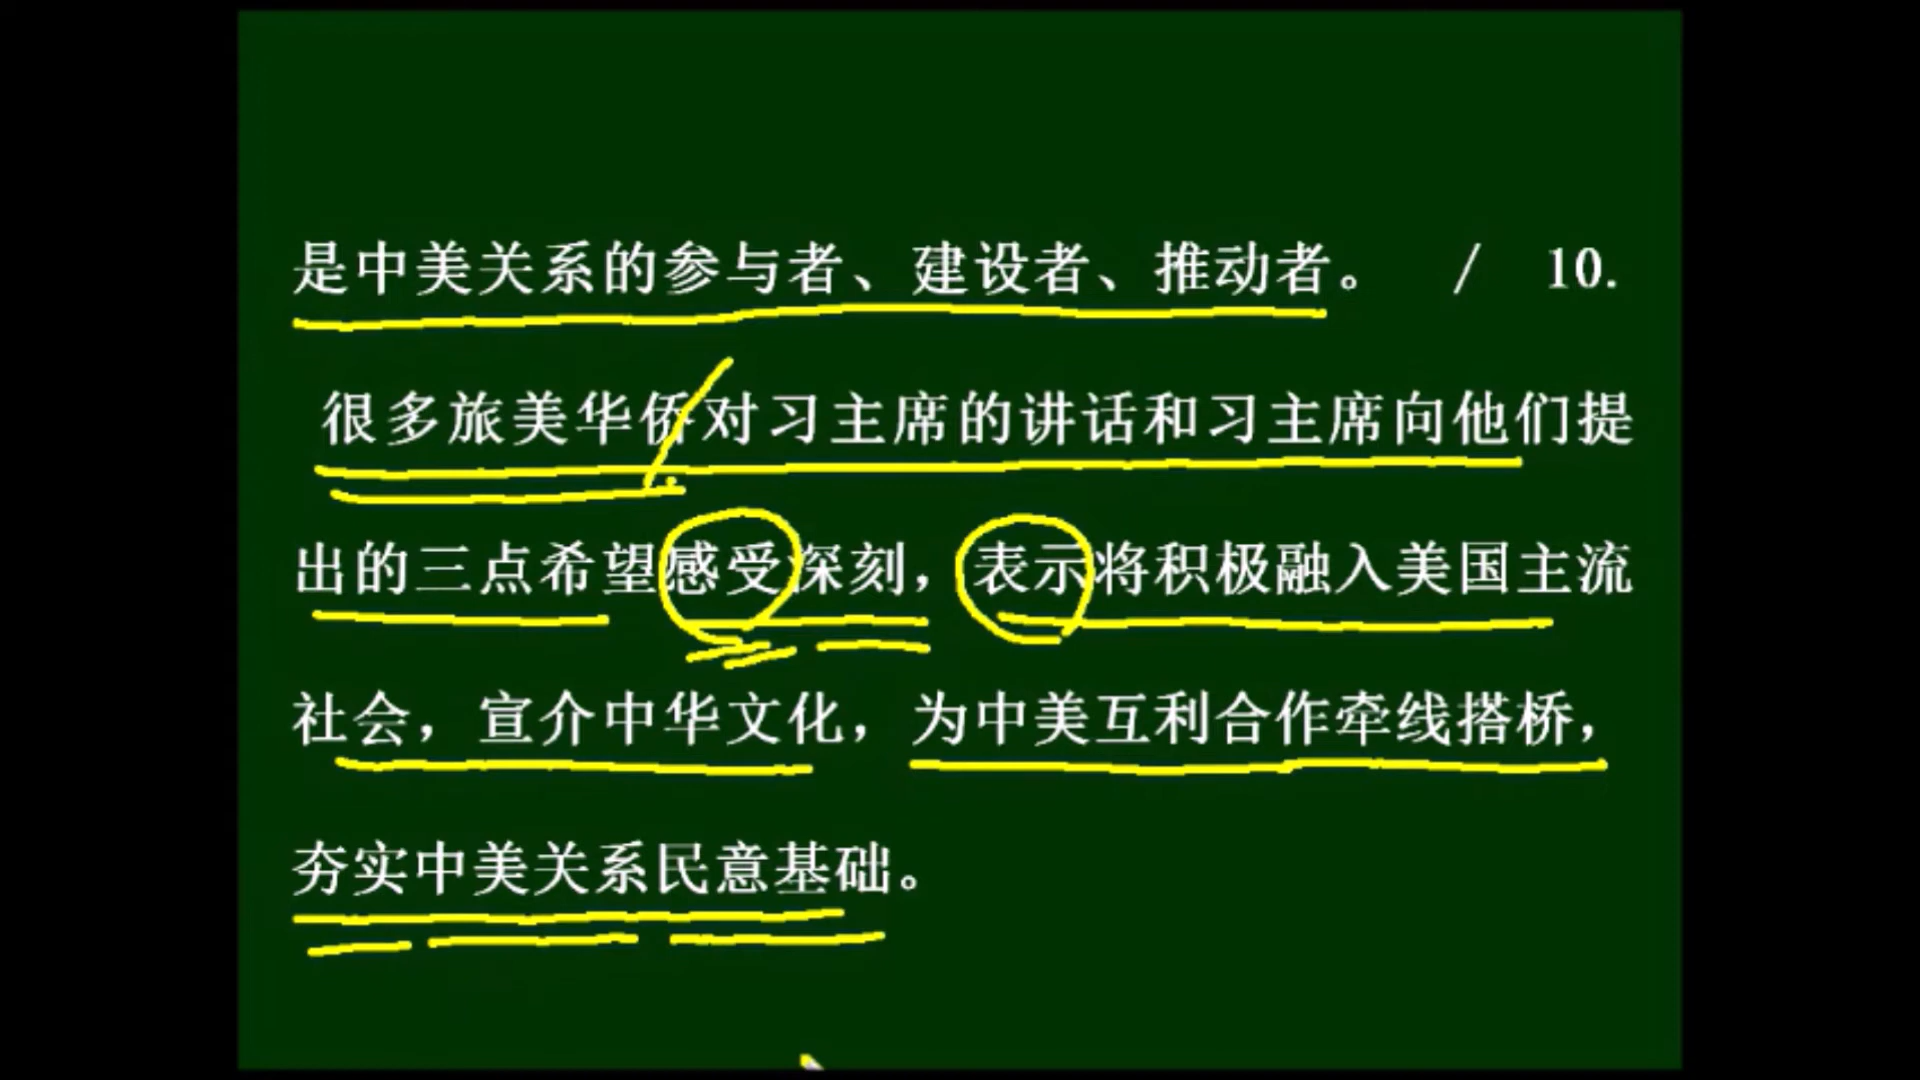 是中美关系的参与者、建设者、推动者。 / 10.
很多旅美华侨对习主席的讲话和习主席向他们提
出的三点希望感受深刻，表示将积极融入美国主流
社会，宣介中华文化，为中美互利合作牵线搭桥，
夯实中美关系民意基础。